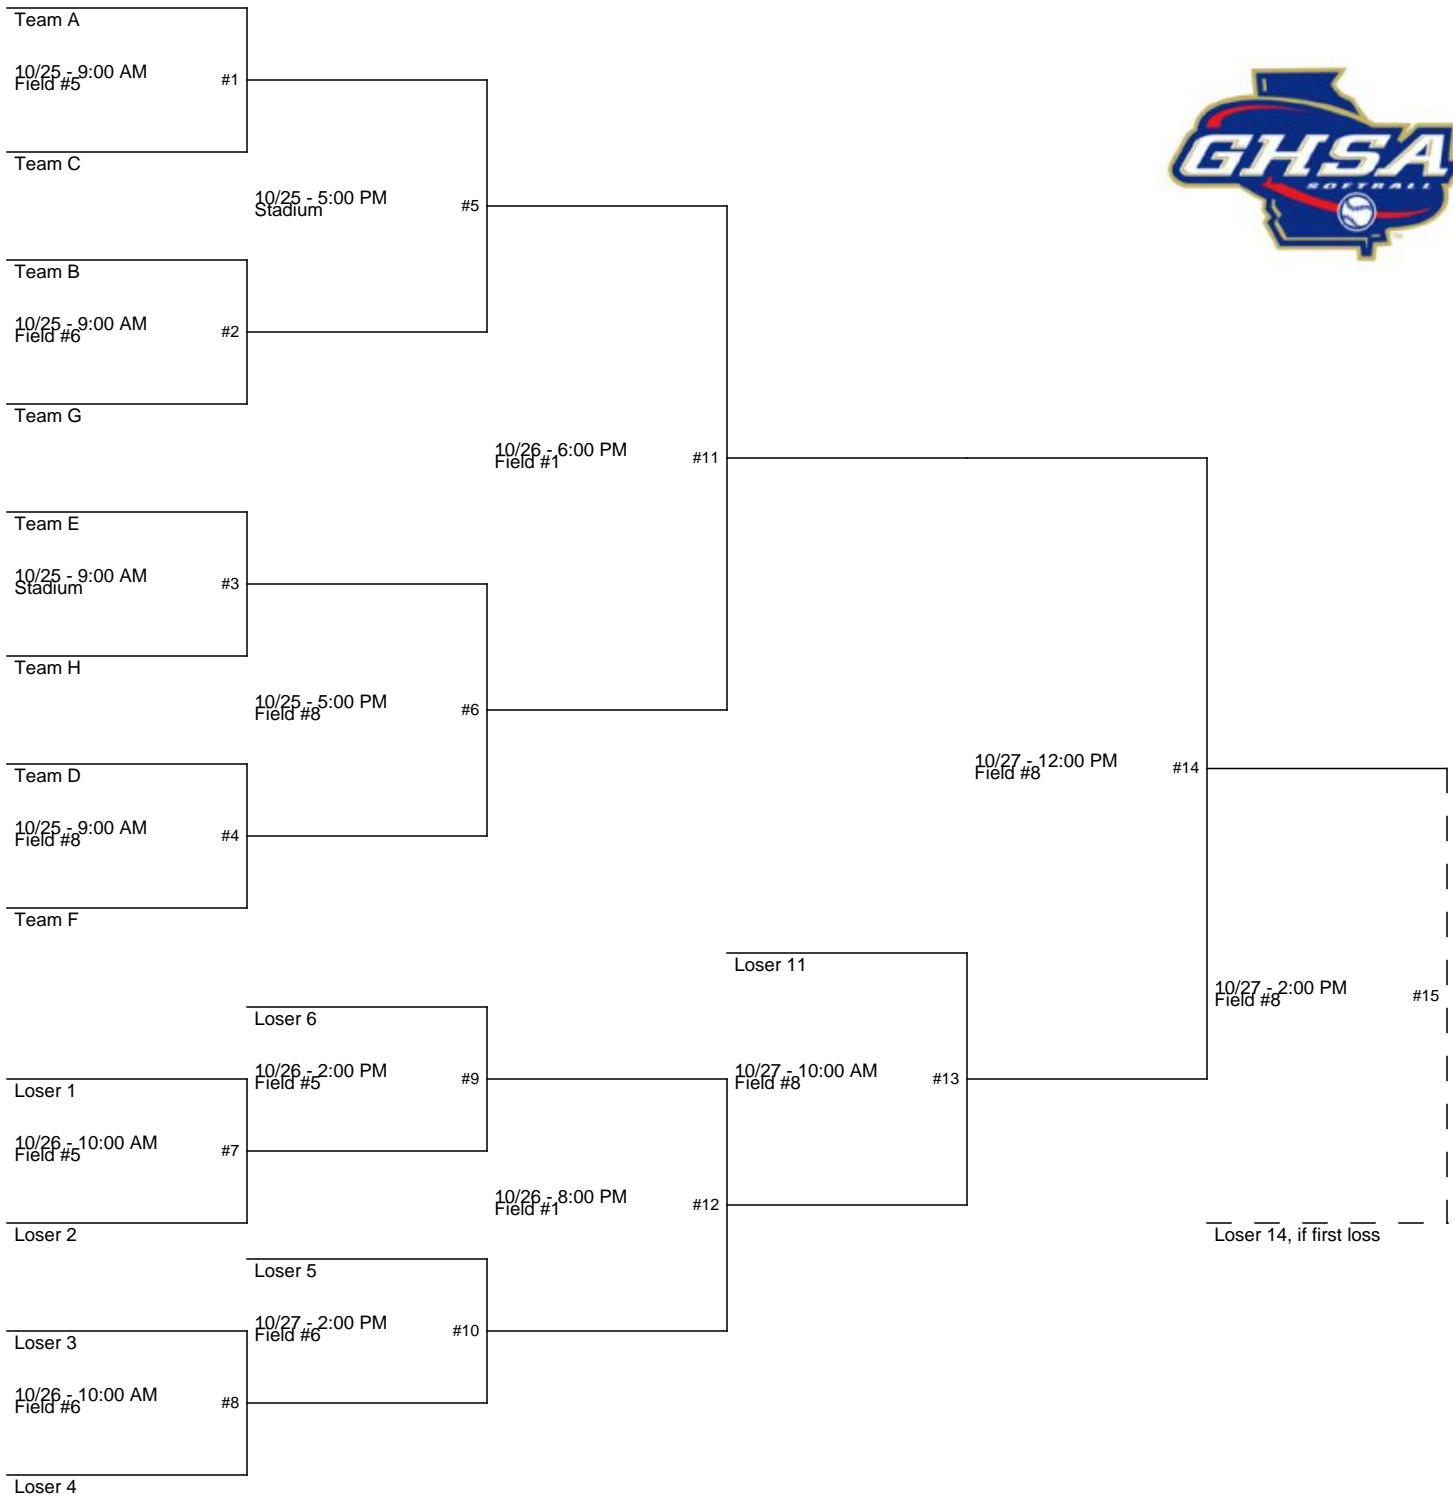 Team A
10/25 - 9:00 AM
Field #5
#1
Team C
10/25 - 5:00 PM
Stadium
#5
Team B
10/25 - 9:00 AM
Field #6
#2
Team G
10/26 - 6:00 PM
Field #1
#11
Team E
10/25 - 9:00 AM
Stadium
#3
Team H
10/25 - 5:00 PM
Field #8
#6
Team D
10/25 - 9:00 AM
Field #8
#4
Team F
10/27 - 12:00 PM
Field #8
#14
Loser 11
10/27 - 2:00 PM
Field #8
#15
Loser 6
10/26 - 2:00 PM
Field #5
#9
10/27 - 10:00 AM
Field #8
#13
Loser 1
10/26 - 10:00 AM
Field #5
#7
Loser 2
10/26 - 8:00 PM
Field #1
#12
Loser 14, if first loss
Loser 5
10/27 - 2:00 PM
Field #6
#10
Loser 3
10/26 - 10:00 AM
Field #6
#8
Loser 4
GHSA
SOFTBALL
TM